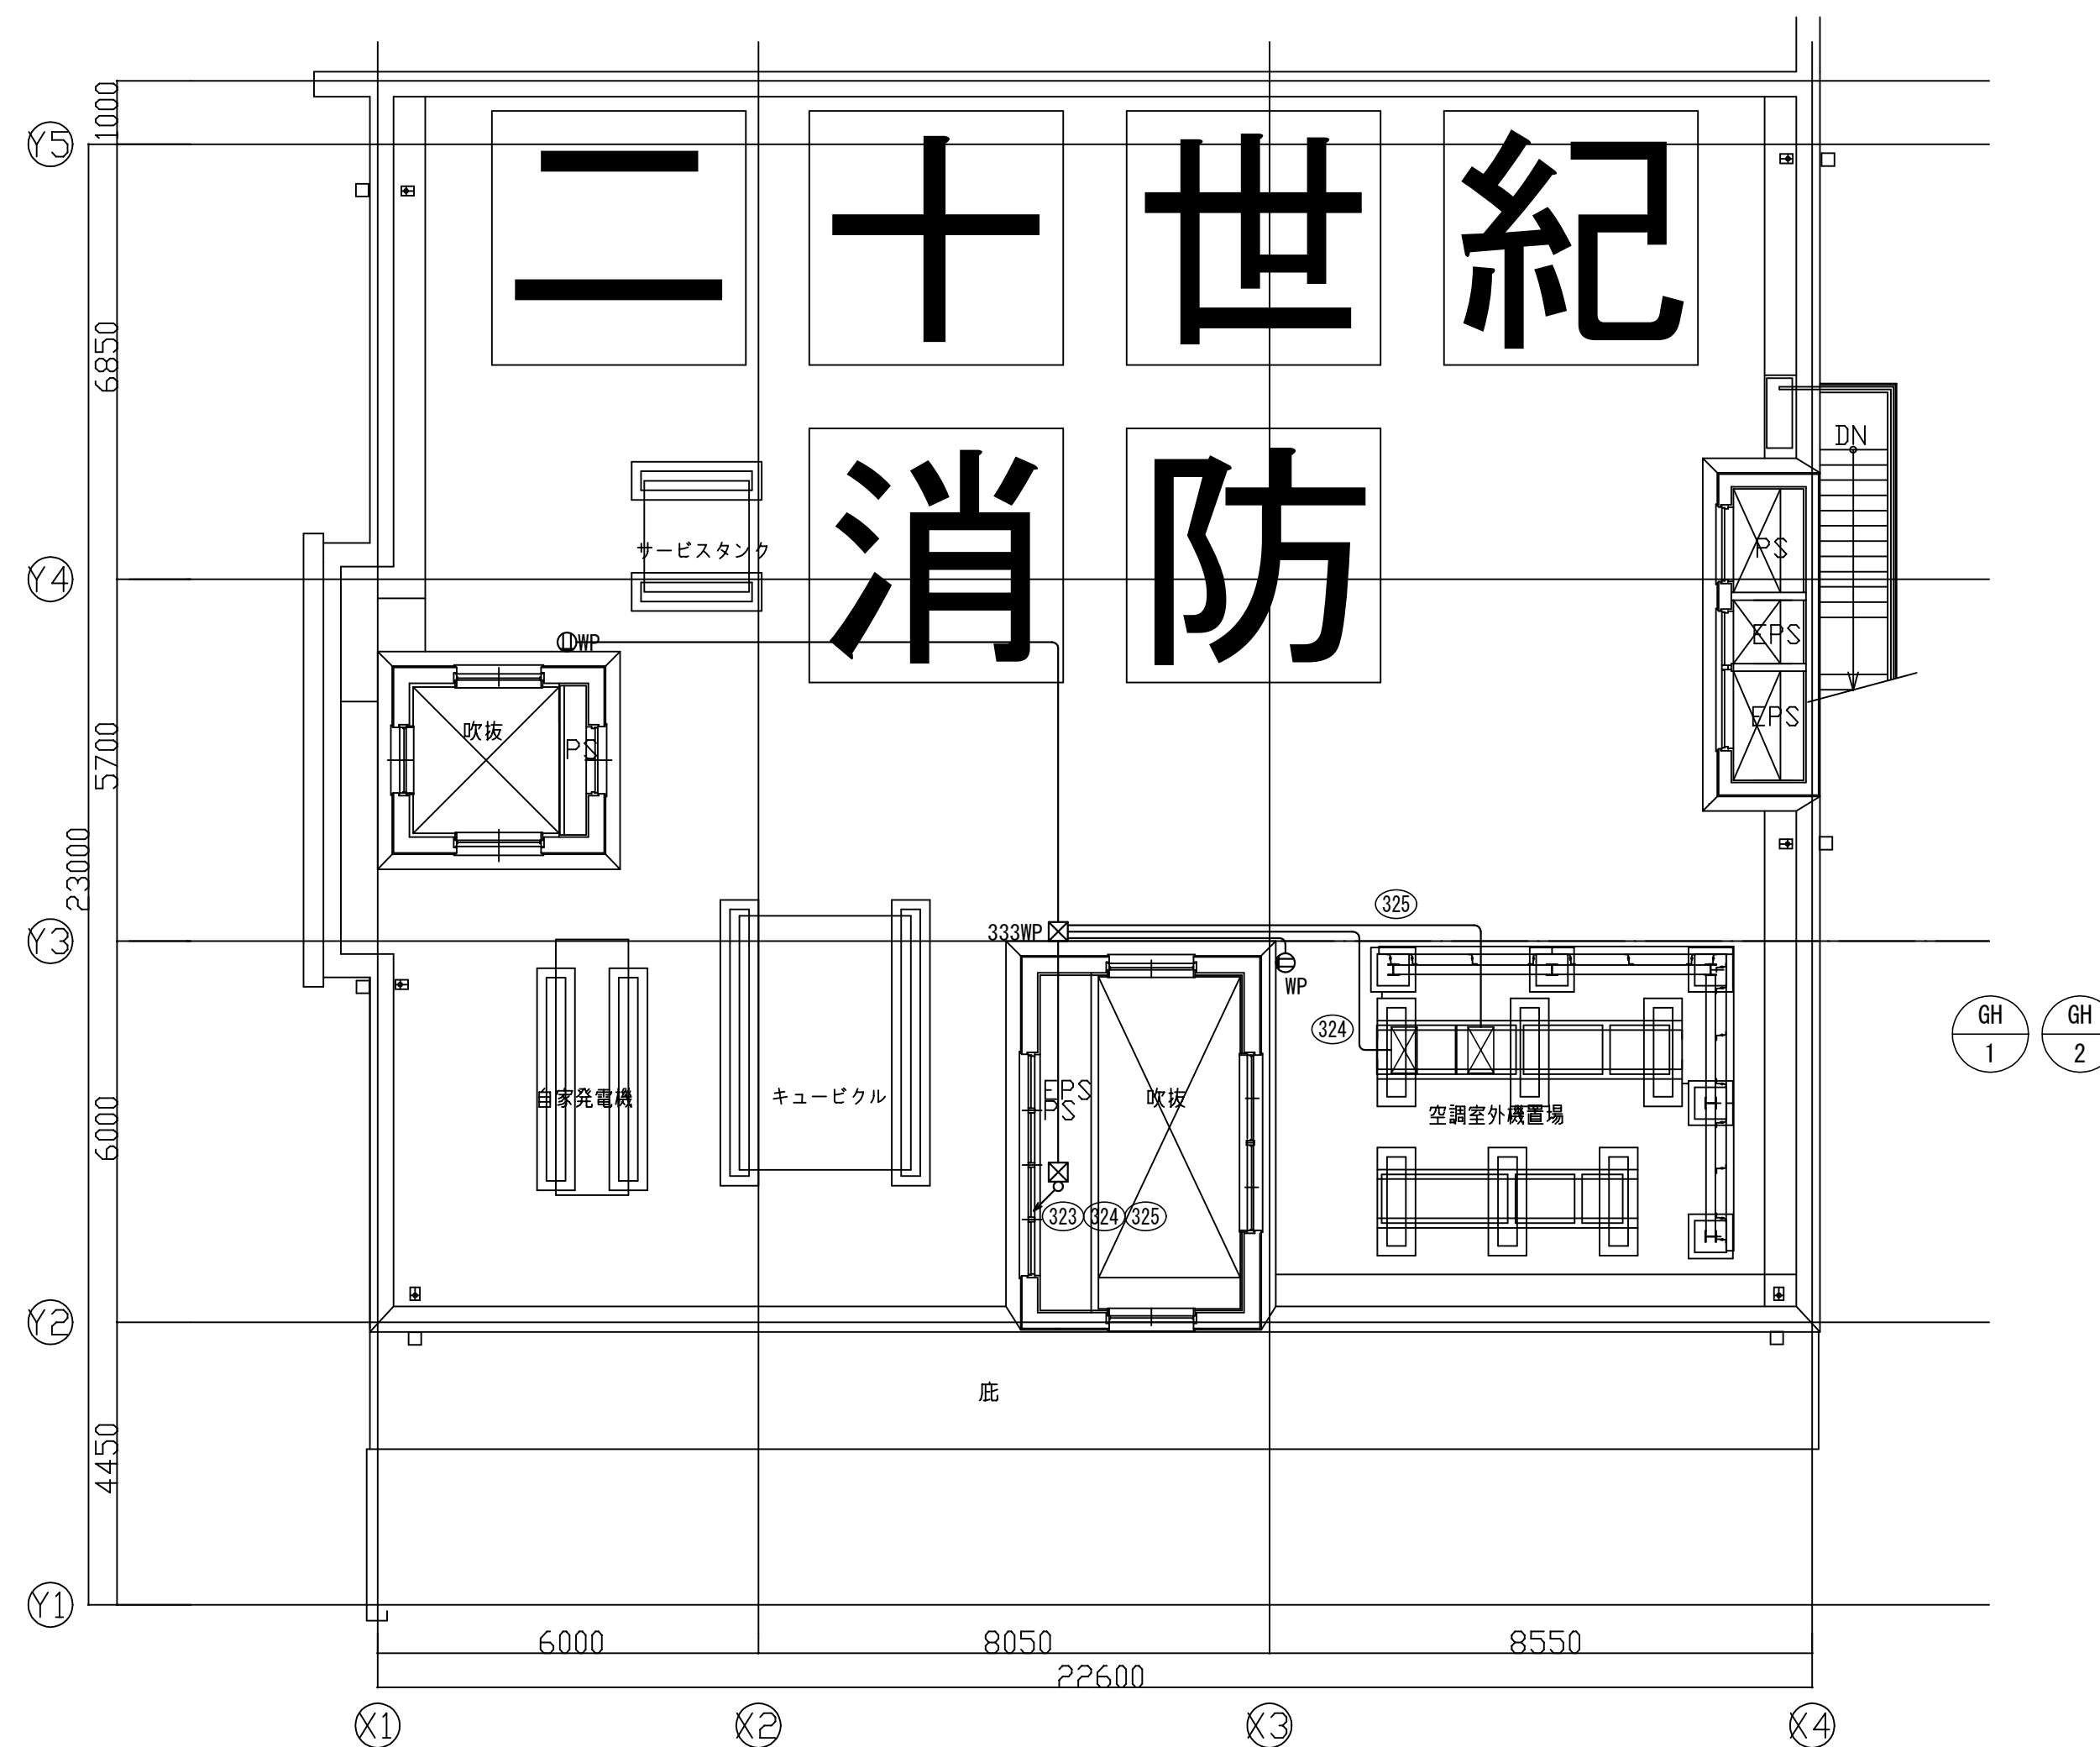 Y5
1000
二十世紀
6850
DN
消防
サービスタンク
PS
Y4
WP
EPS
吹抜
PS
EPS
5700
23000
325
333WP
Y3
WP
324
GH
1
GH
2
自家発電機
キュービクル
EPS
PS
吹抜
空調室外機置場
6000
323
324
325
Y2
庇
4450
Y1
6000
8050
8550
22600
X1
X2
X3
X4